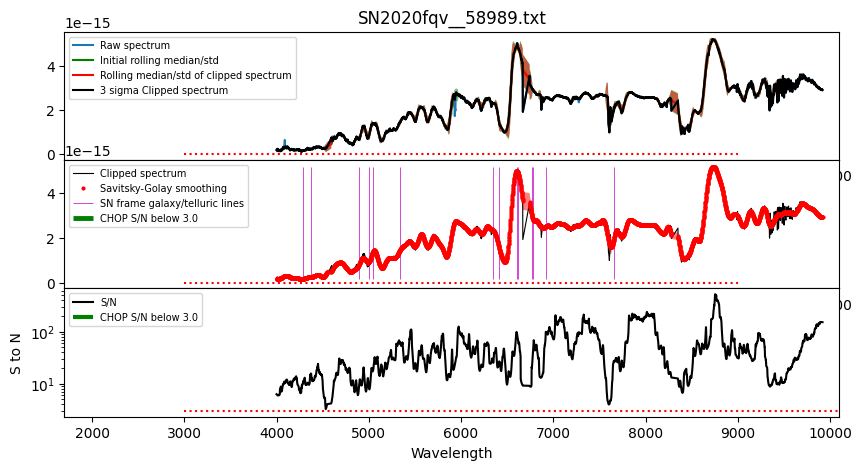 SN2020fqv__58989.txt
1e−15
Raw spectrum
Initial rolling median/std
Rolling median/std of clipped spectrum
3 sigma Clipped spectrum
4
2
0
1e−15
Clipped spectrum
Savitsky-Golay smoothing
SN frame galaxy/telluric lines
CHOP S/N below 3.0
4
2
0
S/N
CHOP S/N below 3.0
S to N
10²
10¹
2000 3000 4000 5000 6000 7000 8000 9000 10000
Wavelength